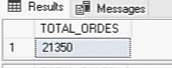 Results Messages
TOTAL_ORDES
1 21350